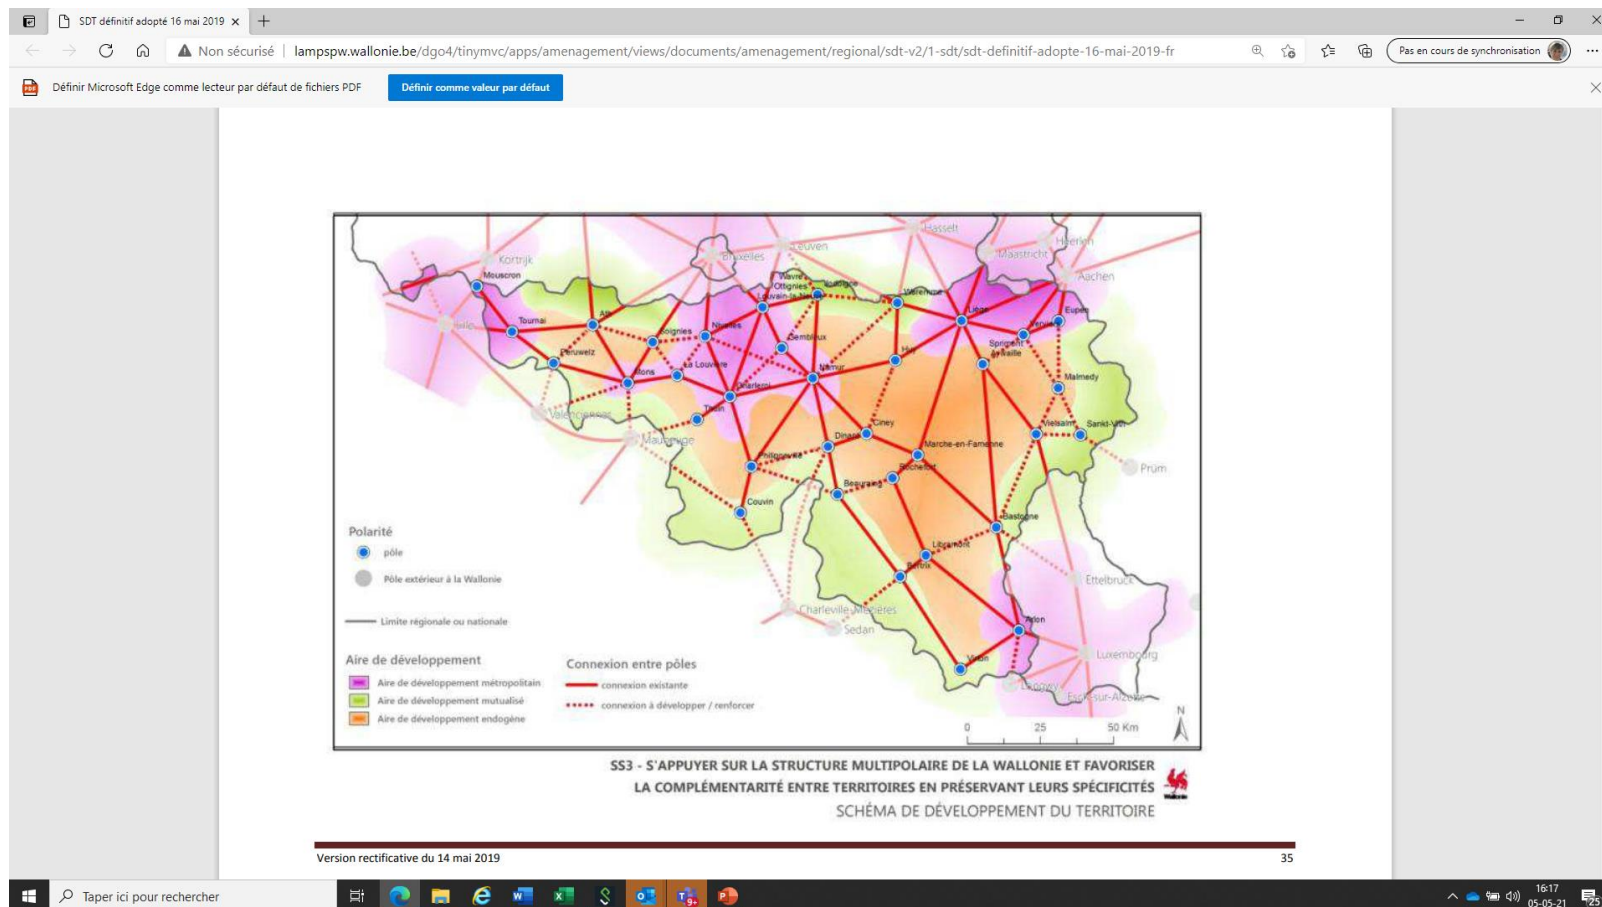 SDT définitif adopté 16 mai 2019
Non sécurisé | lampspw.wallonie.be/dgo4/tinymvc/apps/amenagement/views/documents/amenagement/regional/sdt-v2/1-sdt/sdt-definitif-adopte-16-mai-2019-fr
Pas en cours de synchronisation
Définir Microsoft Edge comme lecteur par défaut de fichiers PDF
Définir comme valeur par défaut
Hasselt
Leuven
Heerlen
Bruxelles
Maastricht
Kortrijk
Aachen
Mouscron
Wavre
Ottignies
Louvain-la-Neuve
Waremme
Liège
Eupen
Tournai
Ath
Soignies
Nivelles
Verviers
Gembloux
Sprimont
Aywaille
Huy
Péruwelz
Mons
La Louvière
Namur
Malmedy
Charleroi
Thuin
Valenciennes
Ciney
Vielsalm
Sankt-Vith
Maubeuge
Dinant
Marche-en-Famenne
Philippeville
Rochefort
Prüm
Beauraing
Couvin
Bastogne
Libramont
Bertrix
Ettelbruck
Charleville-Mézières
Sedan
Arlon
Luxembourg
Virton
Longwy
Esch-sur-Alzette
Polarité
pôle
Pôle extérieur à la Wallonie
Limite régionale ou nationale
Aire de développement
Aire de développement métropolitain
Aire de développement mutualisé
Aire de développement endogène
Connexion entre pôles
connexion existante
connexion à développer / renforcer
N
0 25 50 Km
SS3 - S'APPUYER SUR LA STRUCTURE MULTIPOLAIRE DE LA WALLONIE ET FAVORISER
LA COMPLÉMENTARITÉ ENTRE TERRITOIRES EN PRÉSERVANT LEURS SPÉCIFICITÉS
SCHÉMA DE DÉVELOPPEMENT DU TERRITOIRE
Version rectificative du 14 mai 2019
35
Taper ici pour rechercher
9+
16:17
05-05-21
25